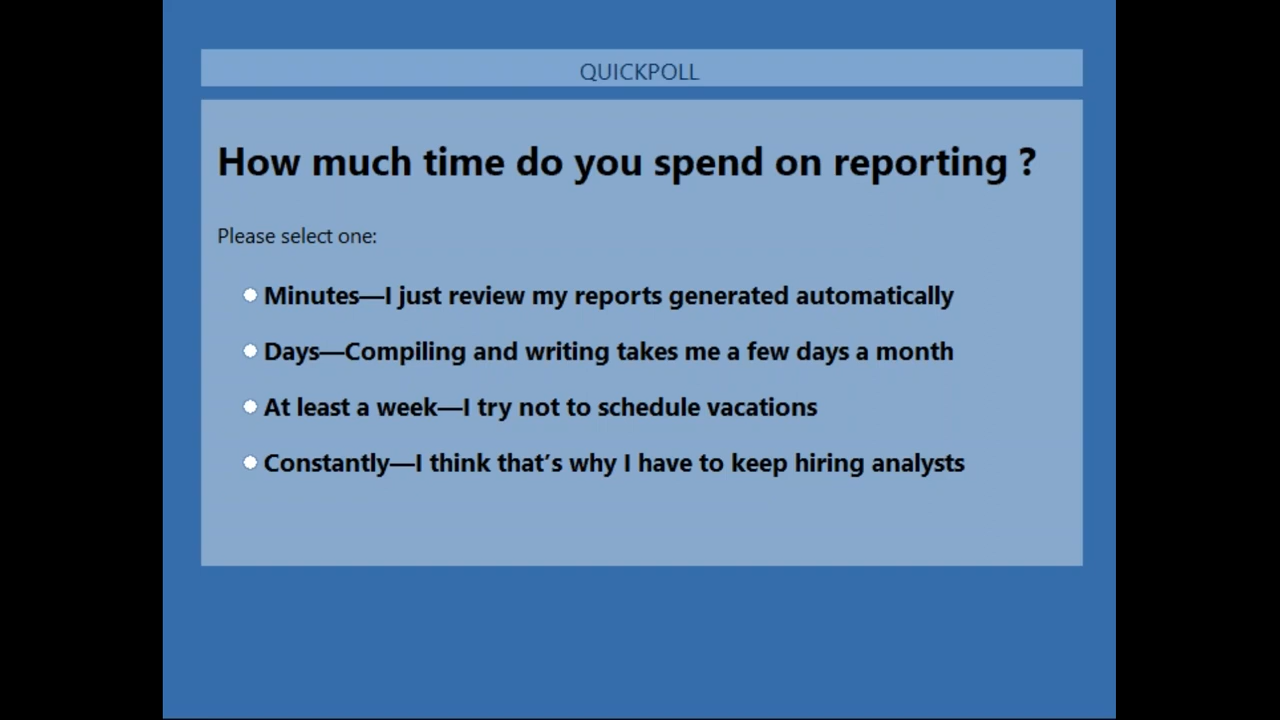 QUICKPOLL
How much time do you spend on reporting ?
Please select one:
Minutes—I just review my reports generated automatically
Days—Compiling and writing takes me a few days a month
At least a week—I try not to schedule vacations
Constantly—I think that’s why I have to keep hiring analysts